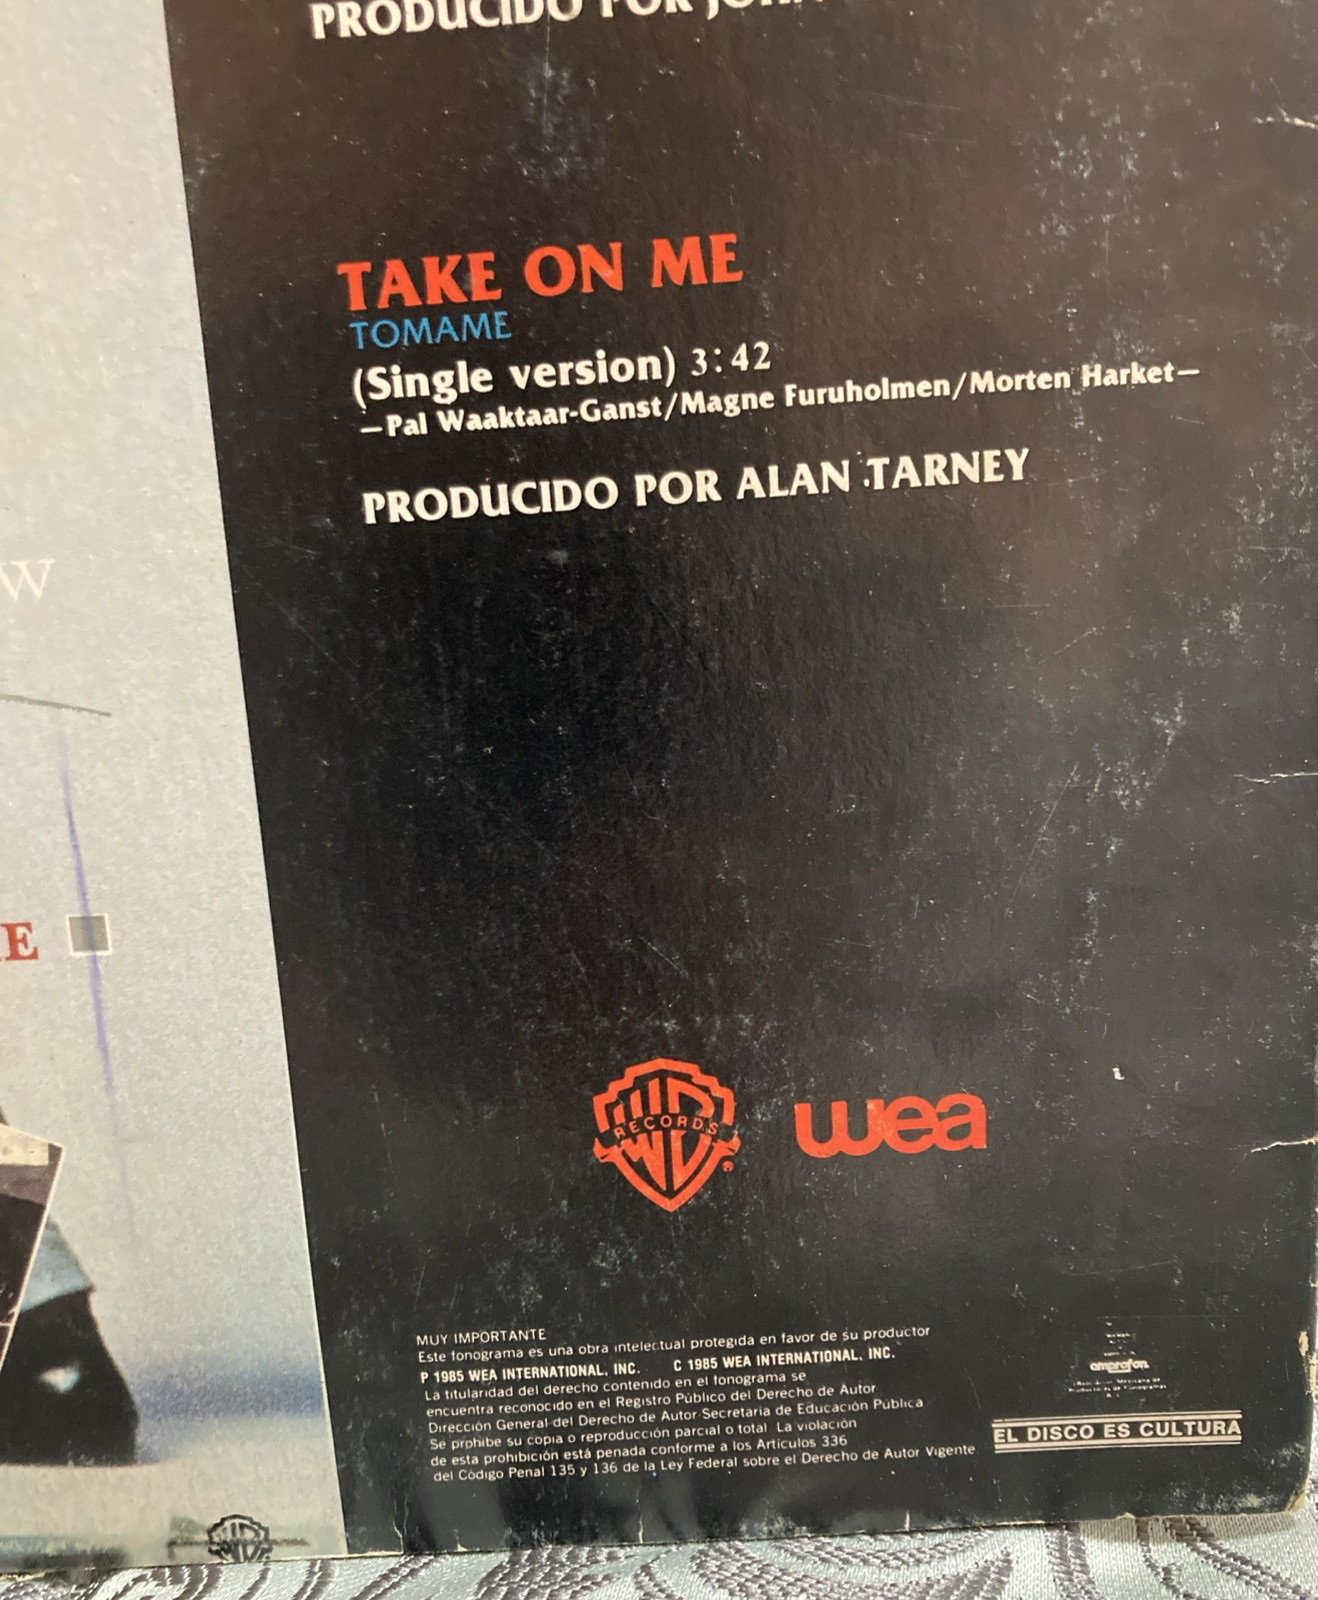 PRODUCIDO POR
TAKE ON ME
TOMAME
(Single version) 3:42
—Pal Waaktaar-Ganst/Magne Furuholmen/Morten Harket—
PRODUCIDO POR ALAN TARNEY
W
E
RECORDS
wea
MUY IMPORTANTE
Este fonograma es una obra intelectual protegida en favor de su productor
P 1985 WEA INTERNATIONAL, INC. C 1985 WEA INTERNATIONAL, INC.
La titularidad del derecho contenido en el fonograma se
encuentra reconocido en el Registro Público del Derecho de Autor
Dirección General del Derecho de Autor Secretaria de Educación Publica
Se prohibe su copia o reproducción parcial o total La violación
de esta prohibición está penada conforme a los Articulos 336
del Código Penal 135 y 136 de la Ley Federal sobre el Derecho de Autor Vigente
amprofon
EL DISCO ES CULTURA